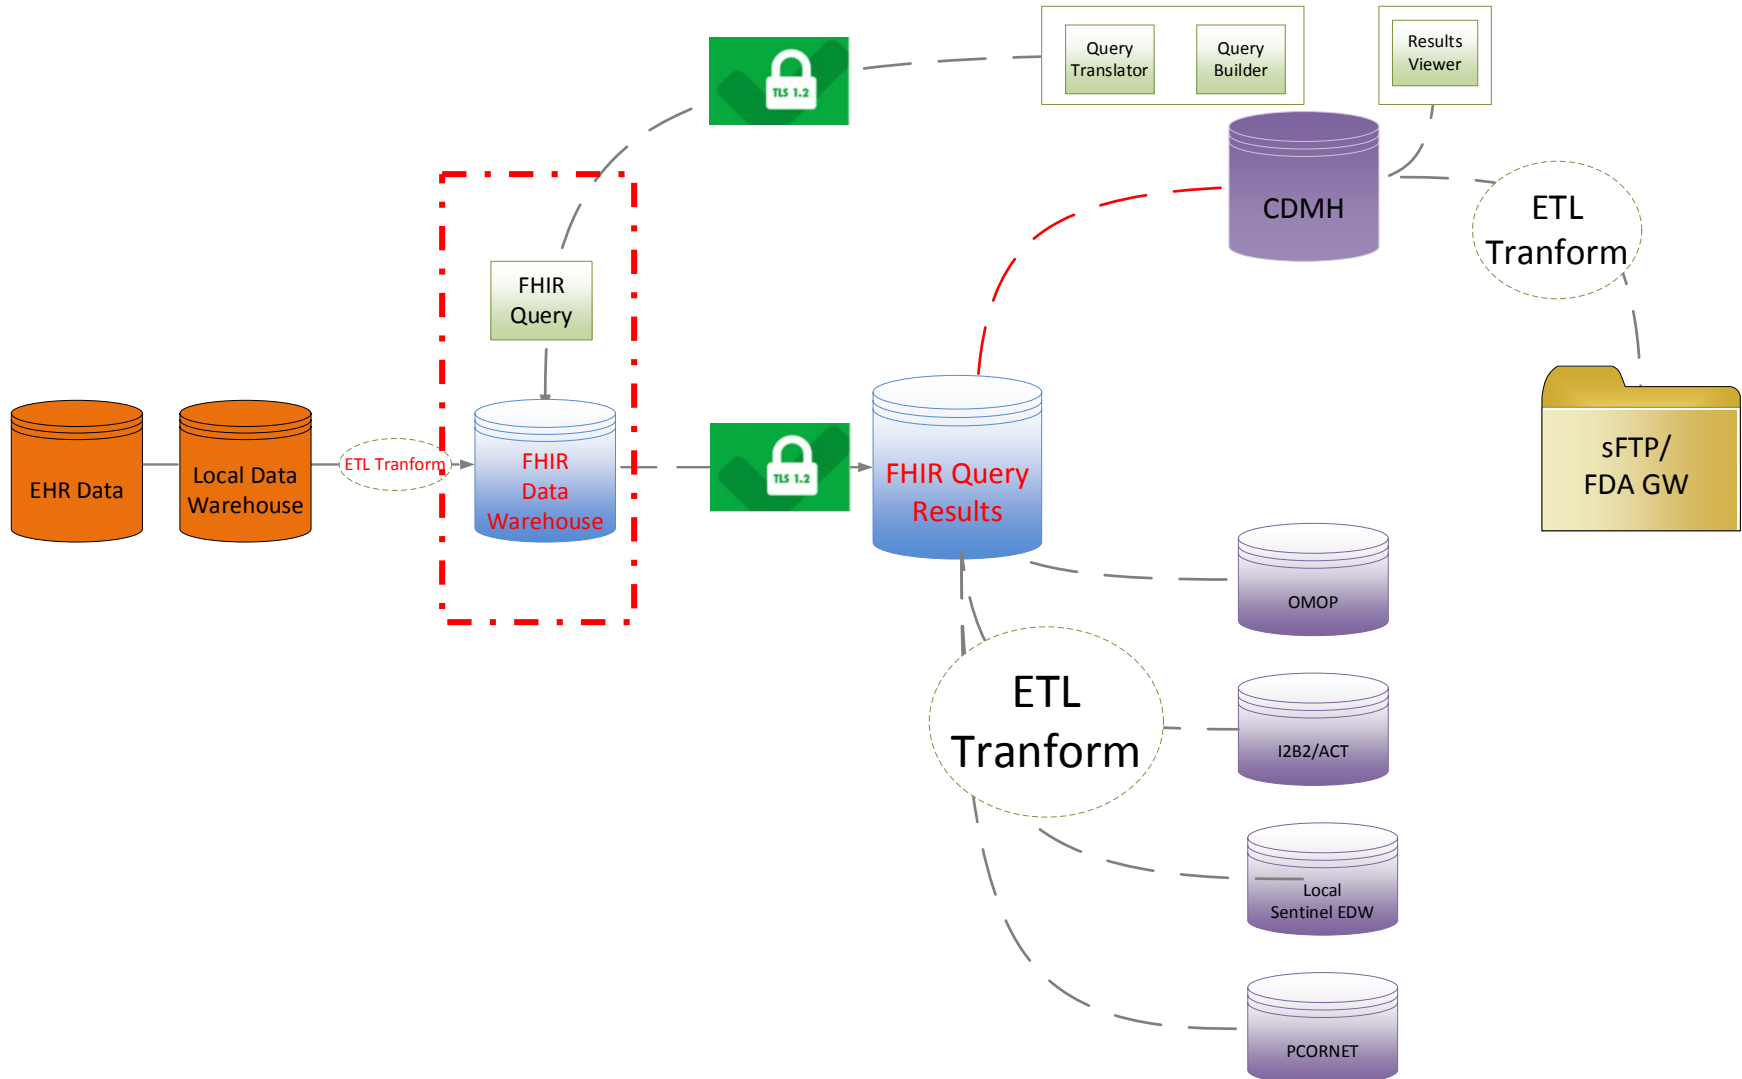 Query
Translator
Query
Builder
Results
Viewer
TLS 1.2
CDMH
ETL
Tranform
FHIR
Query
EHR Data
Local Data
Warehouse
ETL Tranform
FHIR
Data
Warehouse
TLS 1.2
FHIR Query
Results
sFTP/
FDA GW
OMOP
ETL
Tranform
I2B2/ACT
Local
Sentinel EDW
PCORNET